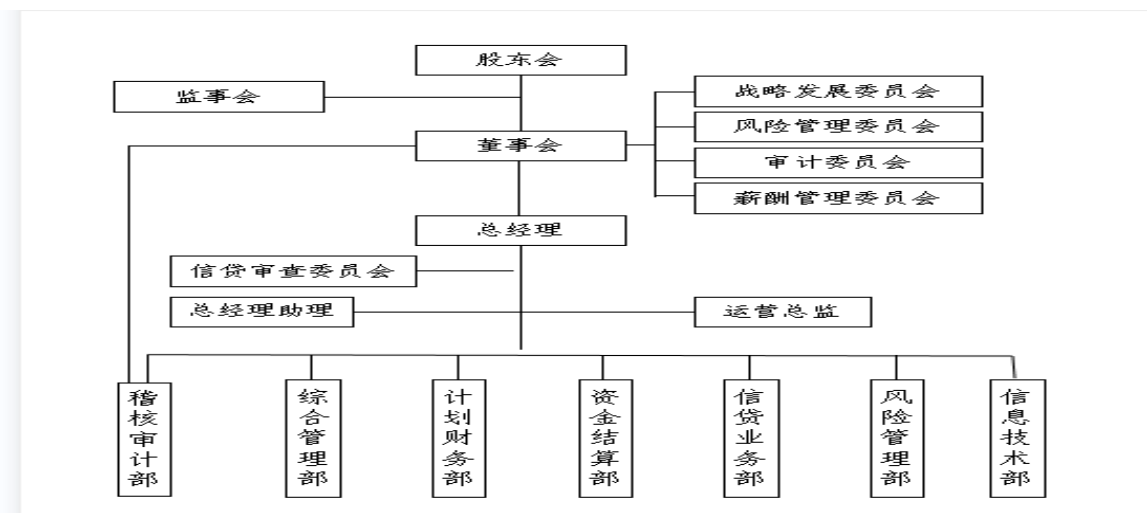 股东会
监事会
战略发展委员会
风险管理委员会
董事会
审计委员会
薪酬管理委员会
总经理
信贷审查委员会
总经理助理
运营总监
稽核审计部
综合管理部
计划财务部
资金结算部
信贷业务部
风险管理部
信息技术部